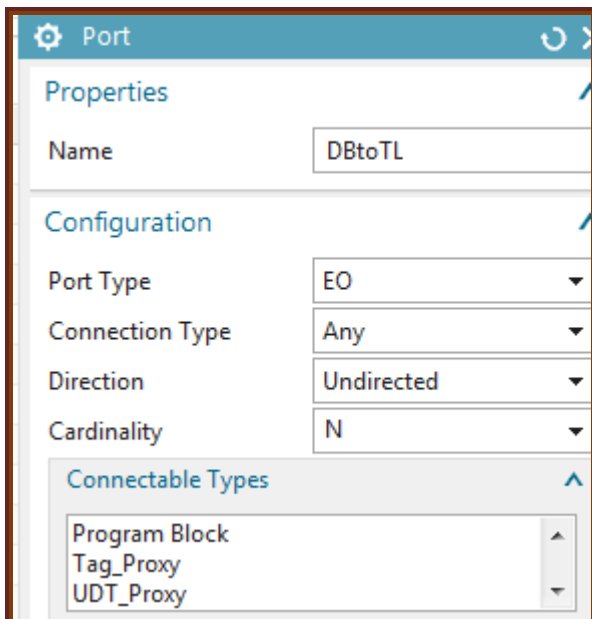 Port
Properties
Name DBtoTL
Configuration
Port Type EO
Connection Type Any
Direction Undirected
Cardinality N
Connectable Types
Program Block
Tag_Proxy
UDT_Proxy